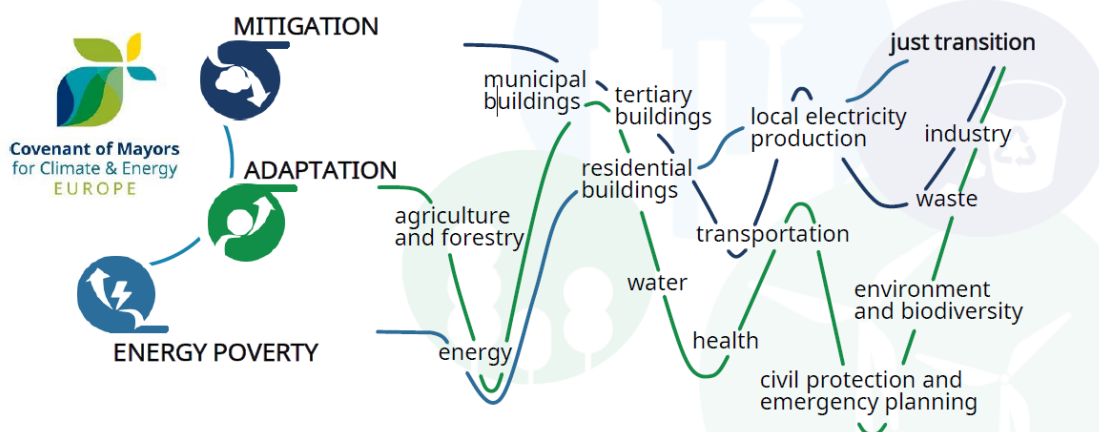 MITIGATION
Covenant of Mayors
for Climate & Energy
EUROPE
ADAPTATION
ENERGY POVERTY
municipal
buildings
tertiary
buildings
residential
buildings
agriculture
and forestry
energy
water
health
transportation
local electricity
production
just transition
industry
waste
environment
and biodiversity
civil protection and
emergency planning